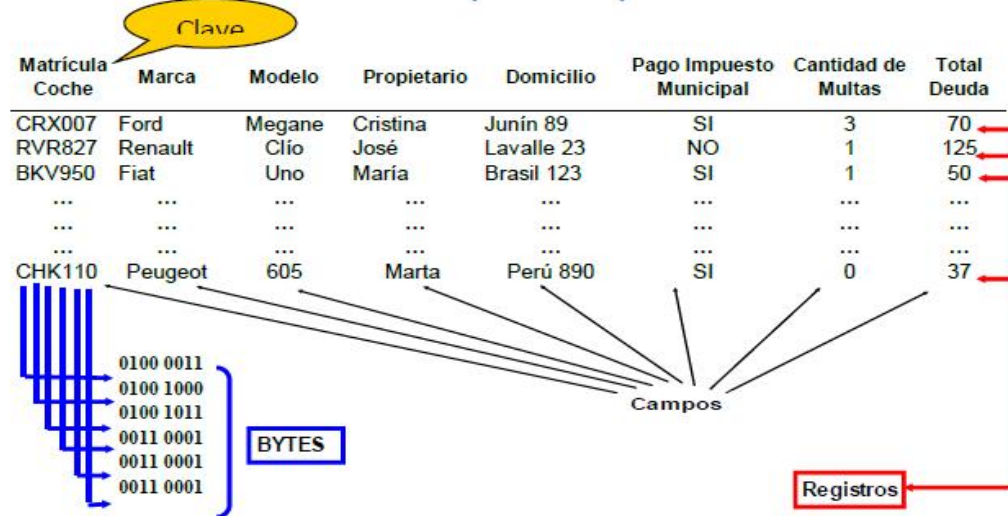 Clave
Matrícula Coche Marca Modelo Propietario Domicilio Pago Impuesto Municipal Cantidad de Multas Total Deuda
CRX007 Ford Megane Cristina Junín 89 SI 3 70
RVR827 Renault Clío José Lavalle 23 NO 1 125
BKV950 Fiat Uno María Brasil 123 SI 1 50
... ... ... ... ... ... ... ...
... ... ... ... ... ... ... ...
... ... ... ... ... ... ... ...
CHK110 Peugeot 605 Marta Perú 890 SI 0 37
0100 0011
0100 1000
0100 1011
0011 0001
0011 0001
0011 0001
BYTES
Campos
Registros